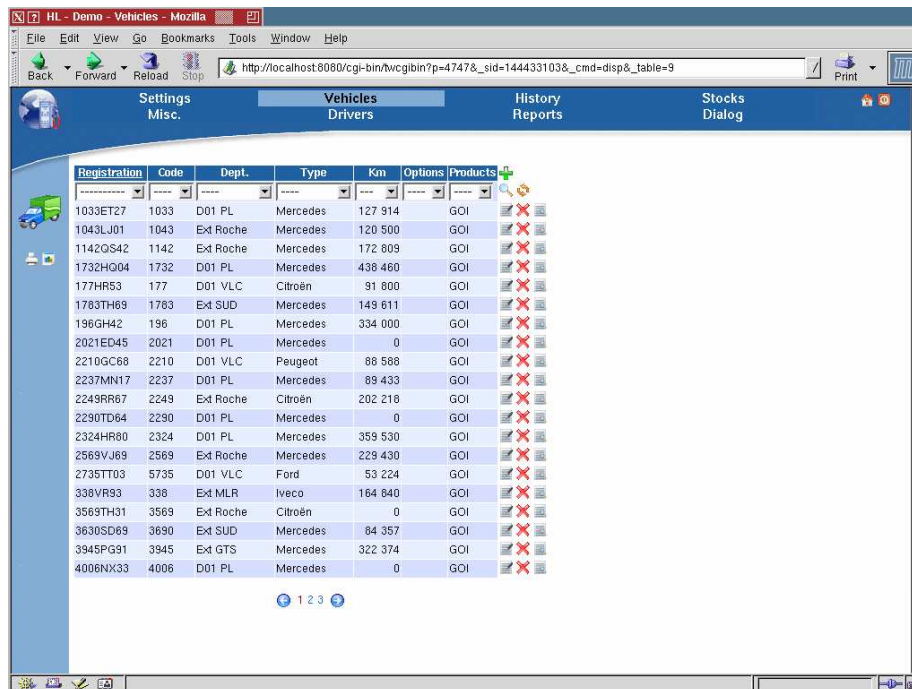 HL - Demo - Vehicles - Mozilla
File Edit View Go Bookmarks Tools Window Help
Back Forward Reload Stop http://localhost:8080/cgi-bin/twcgibin?p=4747&_sid=144433103&_cmd=disp&_table=9 Print
Settings Vehicles History Stocks
Misc. Drivers Reports Dialog
Registration Code Dept. Type Km Options Products
---------- ---- ---- ---- --- ---- ----
1033ET27 1033 D01 PL Mercedes 127 914 GOI
1043LJ01 1043 Ext Roche Mercedes 120 500 GOI
1142QS42 1142 Ext Roche Mercedes 172 809 GOI
1732HQ04 1732 D01 PL Mercedes 438 460 GOI
177HR53 177 D01 VLC Citroën 91 800 GOI
1783TH69 1783 Ext SUD Mercedes 149 611 GOI
196GH42 196 D01 PL Mercedes 334 000 GOI
2021ED45 2021 D01 PL Mercedes 0 GOI
2210GC68 2210 D01 VLC Peugeot 88 588 GOI
2237MN17 2237 D01 PL Mercedes 89 433 GOI
2249RR67 2249 Ext Roche Citroën 202 218 GOI
2290TD64 2290 D01 PL Mercedes 0 GOI
2324HR80 2324 D01 PL Mercedes 359 530 GOI
2569VJ69 2569 Ext Roche Mercedes 229 430 GOI
2735TT03 5735 D01 VLC Ford 53 224 GOI
338VR93 338 Ext MLR Iveco 164 840 GOI
3569TH31 3569 Ext Roche Citroën 0 GOI
3630SD69 3690 Ext SUD Mercedes 84 357 GOI
3945PG91 3945 Ext GTS Mercedes 322 374 GOI
4006NX33 4006 D01 PL Mercedes 0 GOI
1 2 3